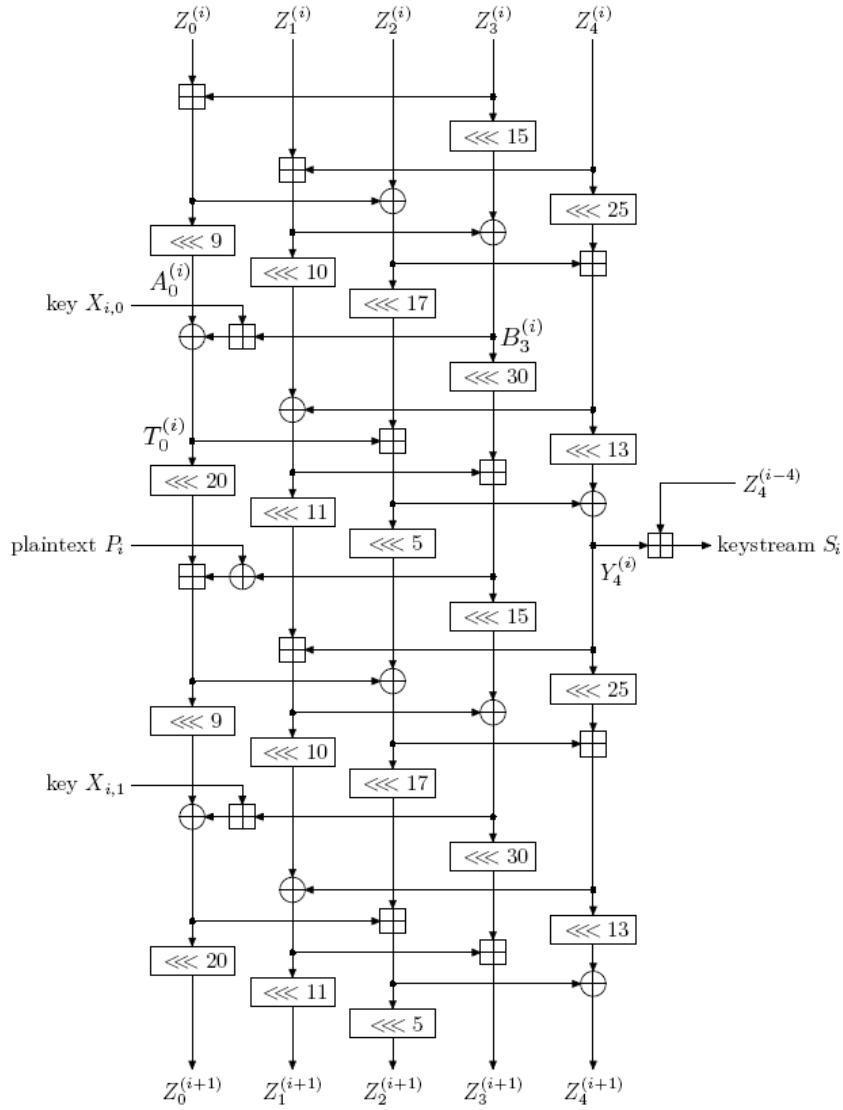 Z_0^{(i)} Z_1^{(i)} Z_2^{(i)} Z_3^{(i)} Z_4^{(i)}
<<< 15
<<< 25
<<< 9
<<< 10
A_0^{(i)}
<<< 17
key X_{i,0}
B_3^{(i)}
<<< 30
T_0^{(i)}
<<< 13
<<< 20
Z_4^{(i-4)}
<<< 11
<<< 5
plaintext P_i
keystream S_i
Y_4^{(i)}
<<< 15
<<< 25
<<< 9
<<< 10
<<< 17
key X_{i,1}
<<< 30
<<< 13
<<< 20
<<< 11
<<< 5
Z_0^{(i+1)} Z_1^{(i+1)} Z_2^{(i+1)} Z_3^{(i+1)} Z_4^{(i+1)}